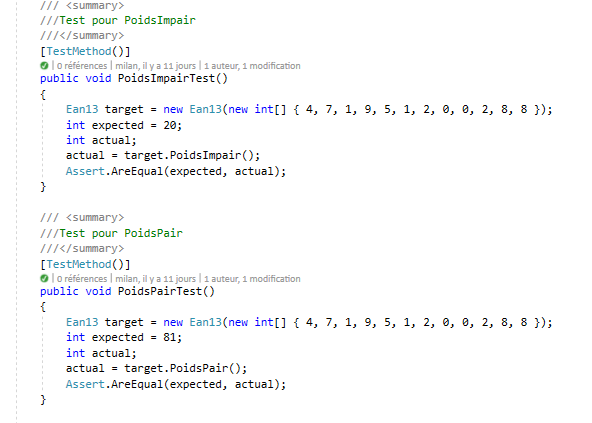 /// <summary>
///Test pour PoidsImpair
///</summary>
[TestMethod()]
| 0 références | milan, il y a 11 jours | 1 auteur, 1 modification
public void PoidsImpairTest()
{
Ean13 target = new Ean13(new int[] { 4, 7, 1, 9, 5, 1, 2, 0, 0, 2, 8, 8 });
int expected = 20;
int actual;
actual = target.PoidsImpair();
Assert.AreEqual(expected, actual);
}
/// <summary>
///Test pour PoidsPair
///</summary>
[TestMethod()]
| 0 références | milan, il y a 11 jours | 1 auteur, 1 modification
public void PoidsPairTest()
{
Ean13 target = new Ean13(new int[] { 4, 7, 1, 9, 5, 1, 2, 0, 0, 2, 8, 8 });
int expected = 81;
int actual;
actual = target.PoidsPair();
Assert.AreEqual(expected, actual);
}